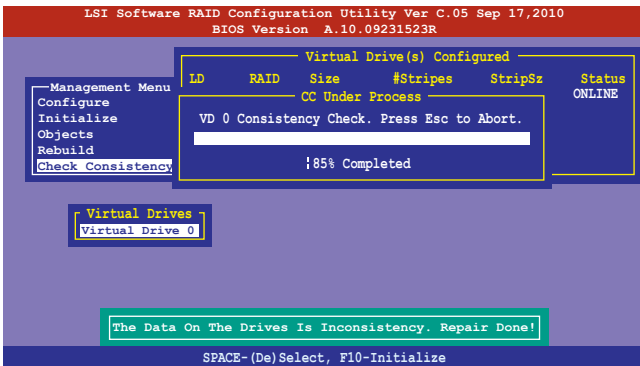 LSI Software RAID Configuration Utility Ver C.05 Sep 17,2010
BIOS Version A.10.09231523R
Virtual Drive(s) Configured
LD RAID Size #Stripes StripSz Status
ONLINE
Management Menu
Configure
Initialize
Objects
Rebuild
Check Consistency
CC Under Process
VD 0 Consistency Check. Press Esc to Abort.
85% Completed
Virtual Drives
Virtual Drive 0
The Data On The Drives Is Inconsistency. Repair Done!
SPACE-(De)Select, F10-Initialize